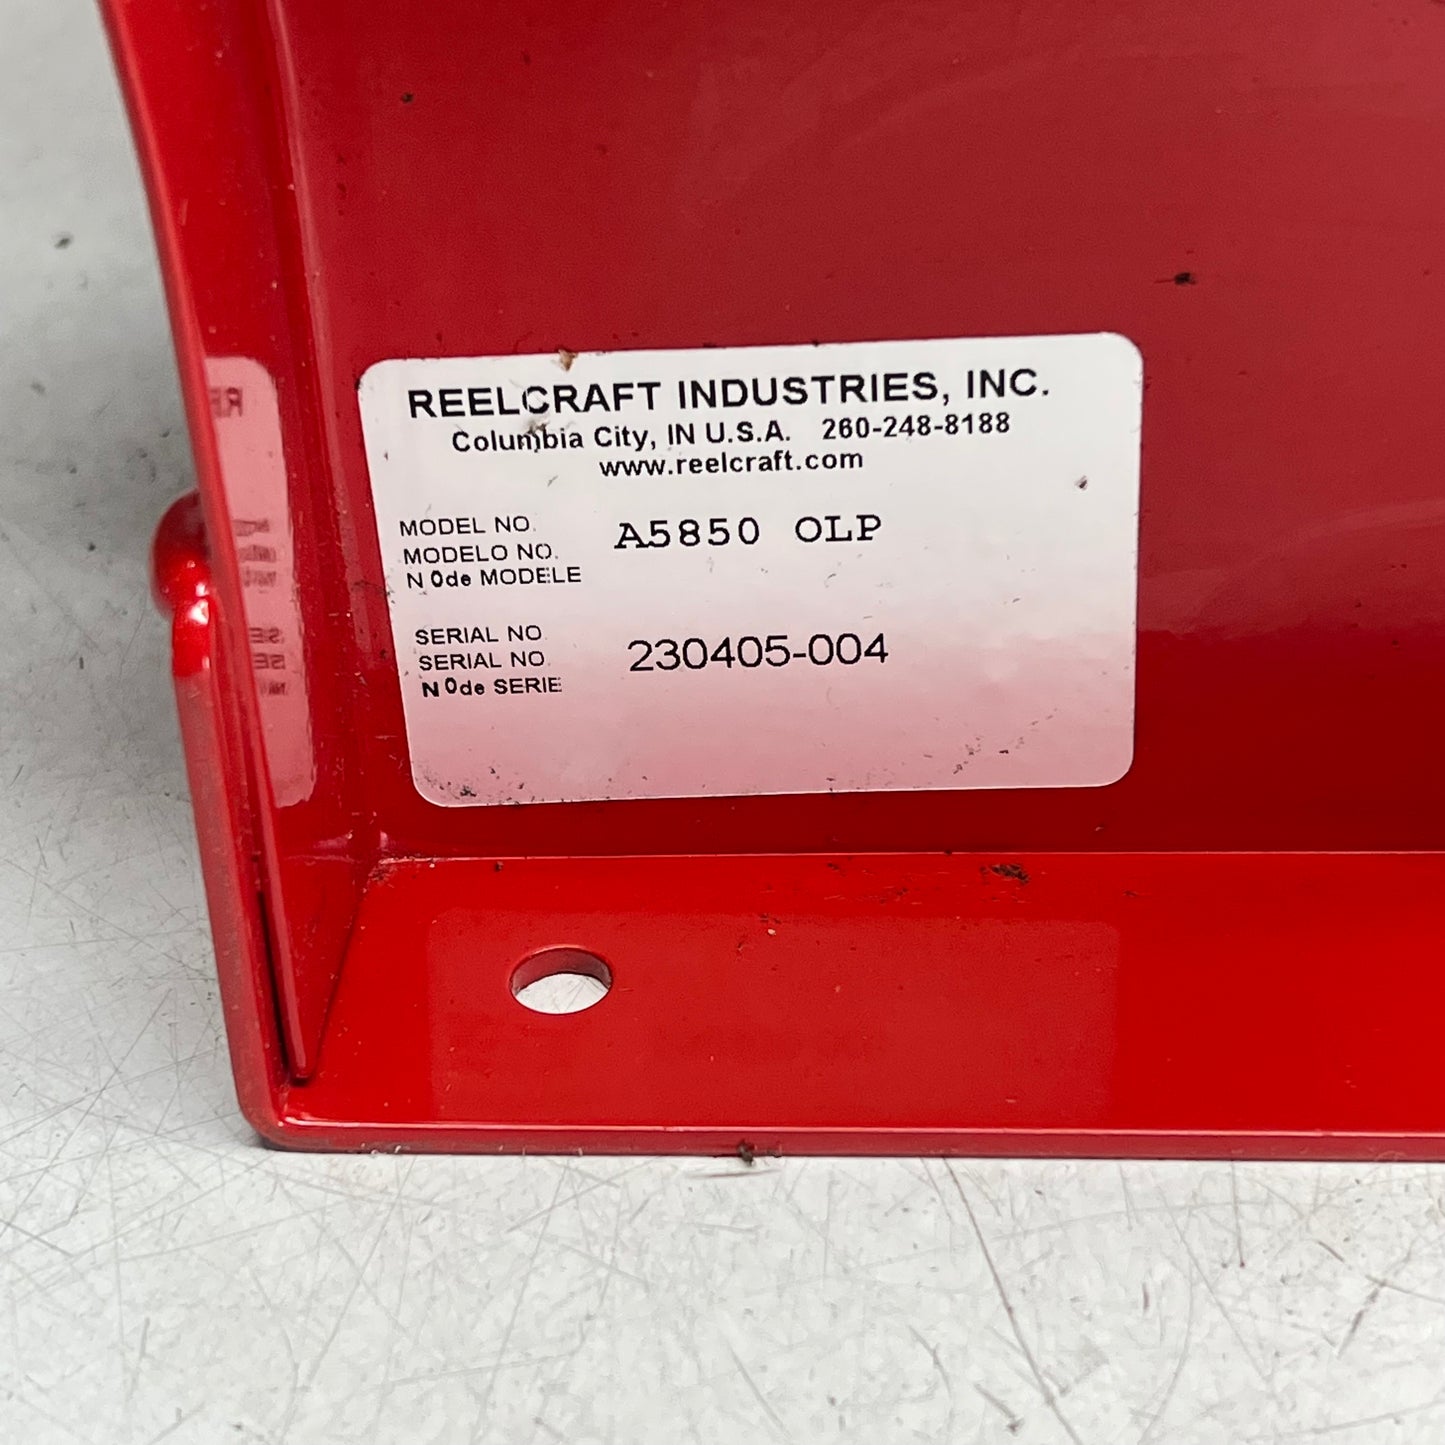 REELCRAFT INDUSTRIES, INC.
Columbia City, IN U.S.A. 260-248-8188
www.reelcraft.com
MODEL NO. A5850 OLP
MODELO NO.
N 0de MODELE
SERIAL NO. 230405-004
SERIAL NO.
N 0de SERIE